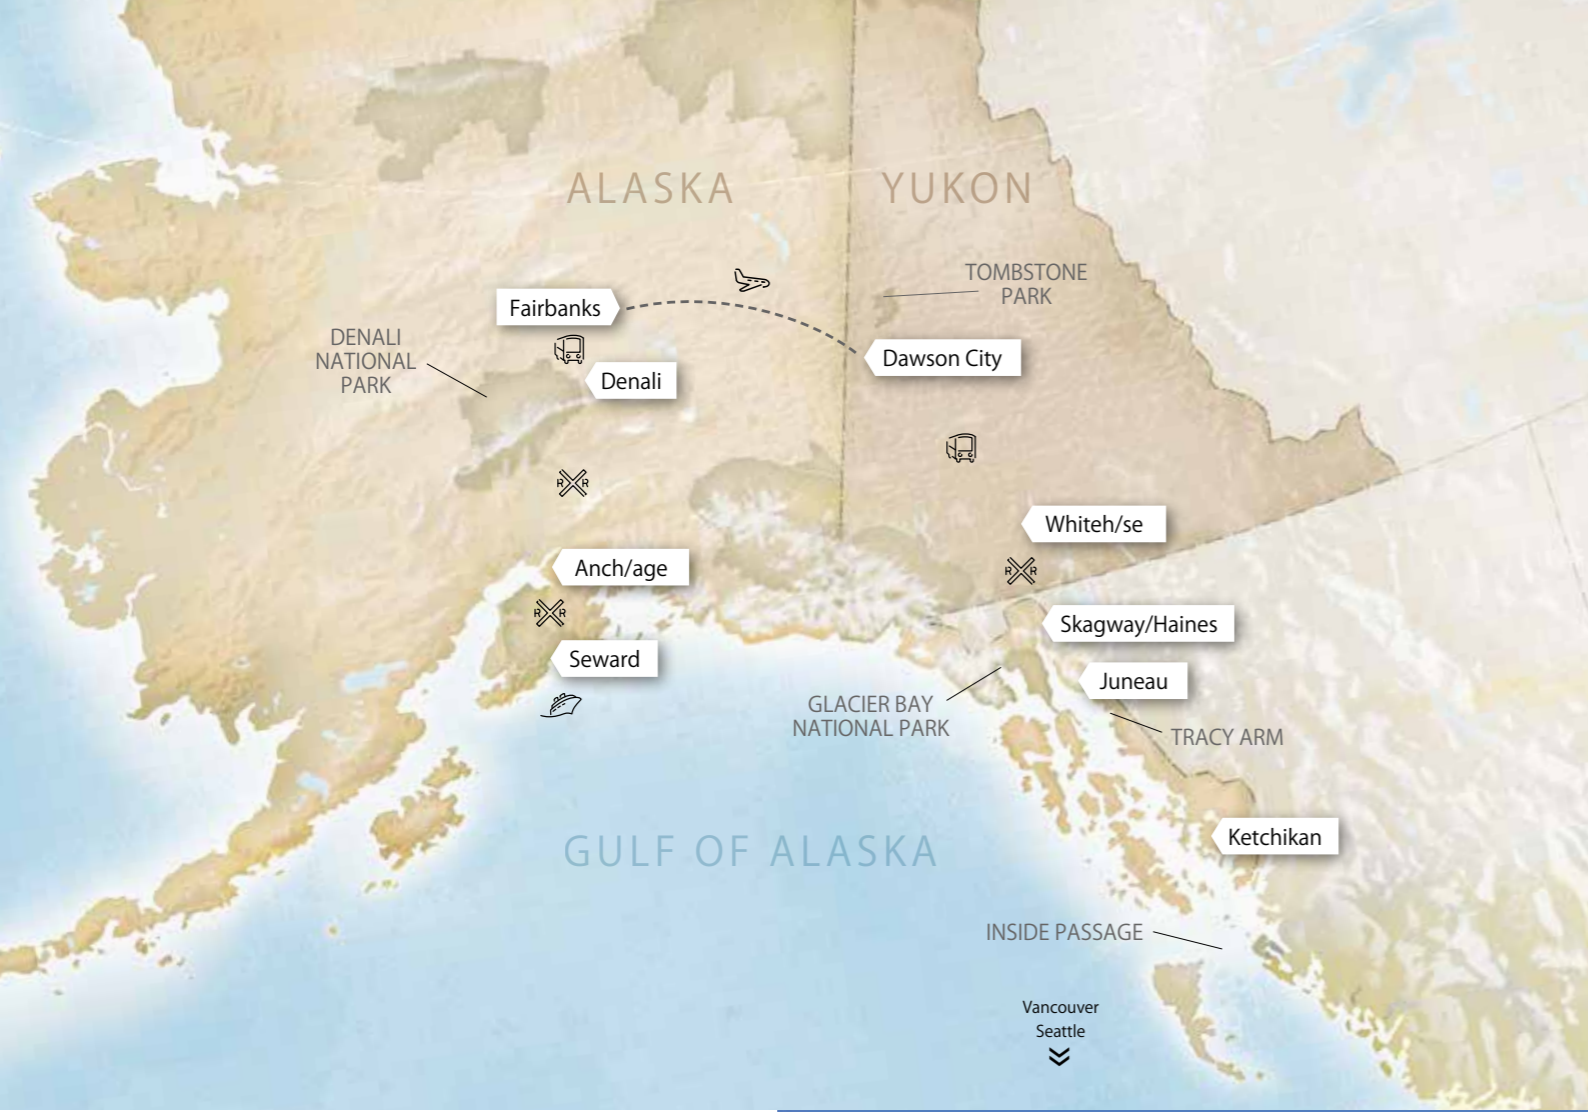 ALASKA
YUKON
TOMBSTONE
PARK
Fairbanks
DENALI
NATIONAL
PARK
Dawson City
Denali
R R
Whiteh/se
Anch/age
R R
R R
Skagway/Haines
Seward
Juneau
GLACIER BAY
NATIONAL PARK
TRACY ARM
GULF OF ALASKA
Ketchikan
INSIDE PASSAGE
Vancouver
Seattle